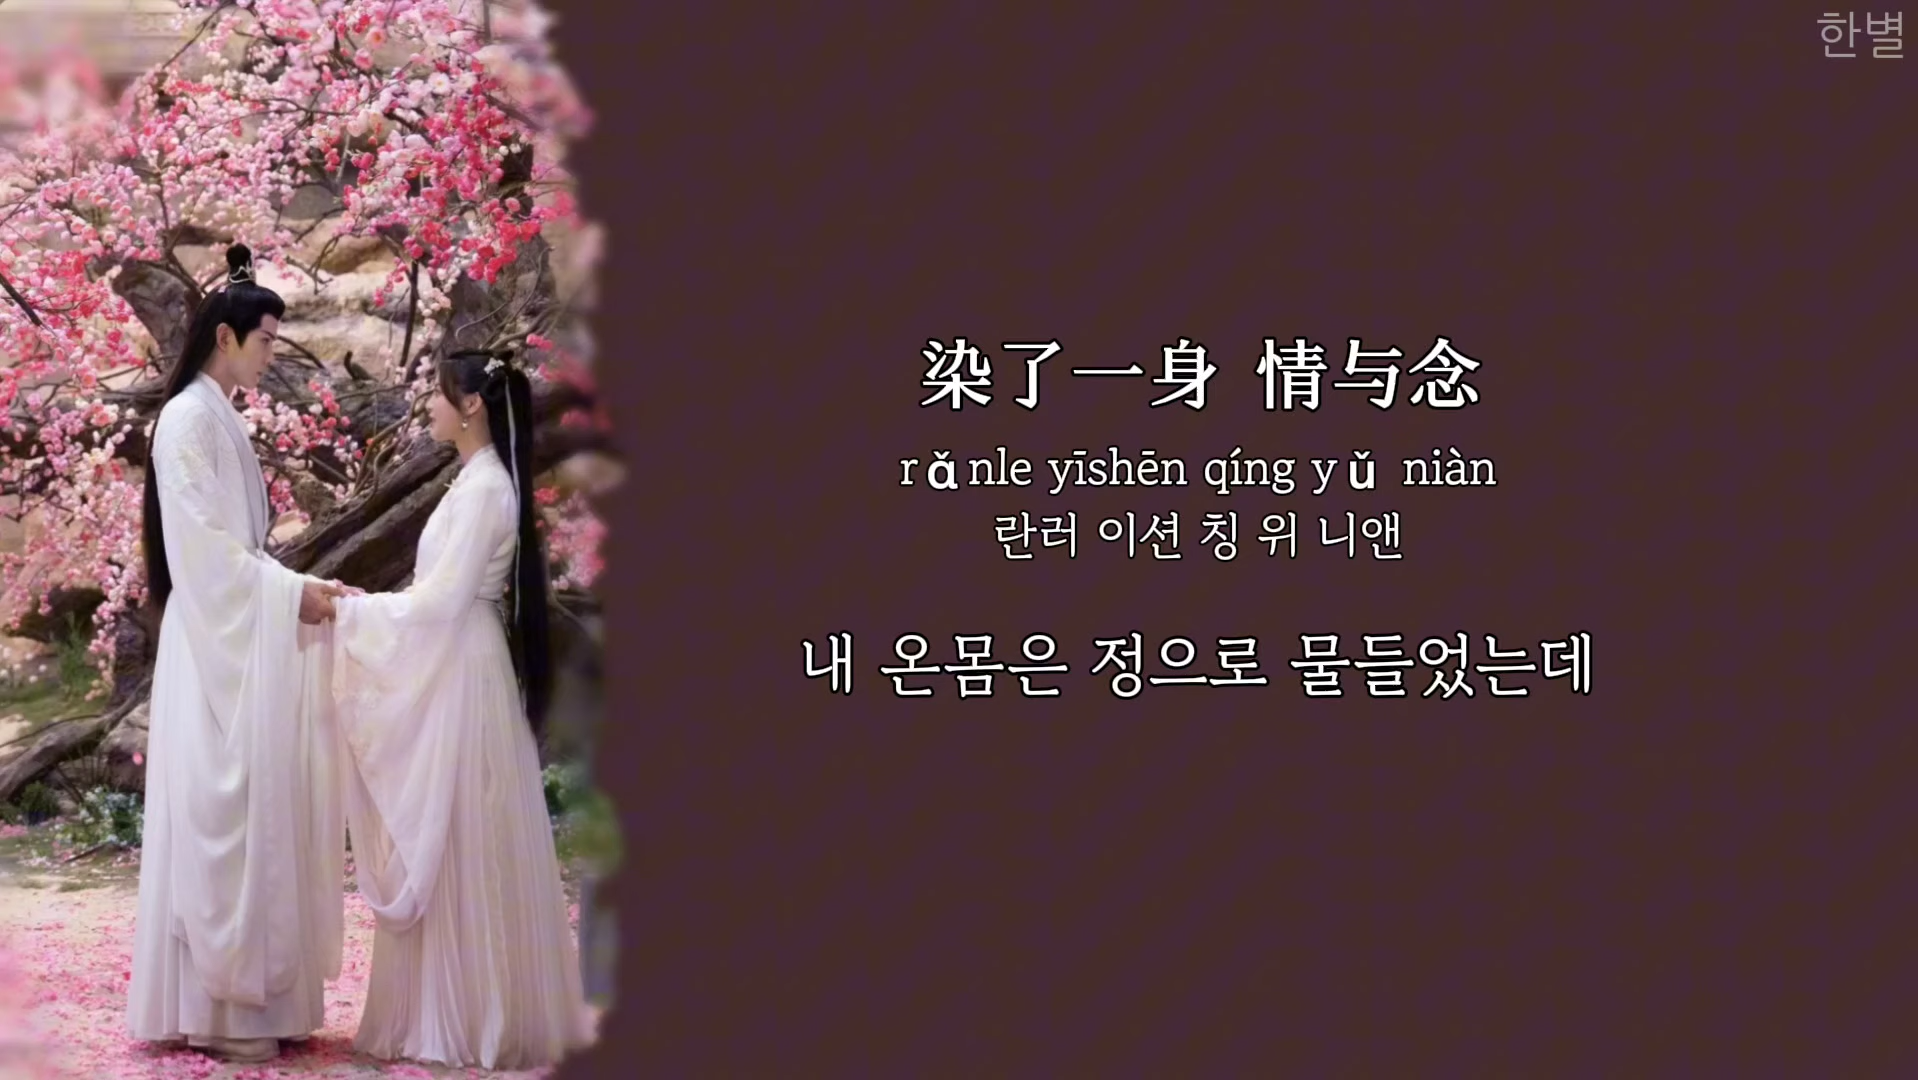 한별
染了一身 情与念
rǎnle yīshēn qíng yǔ niàn
란러 이션 칭 위 니앤
내 온몸은 정으로 물들었는데